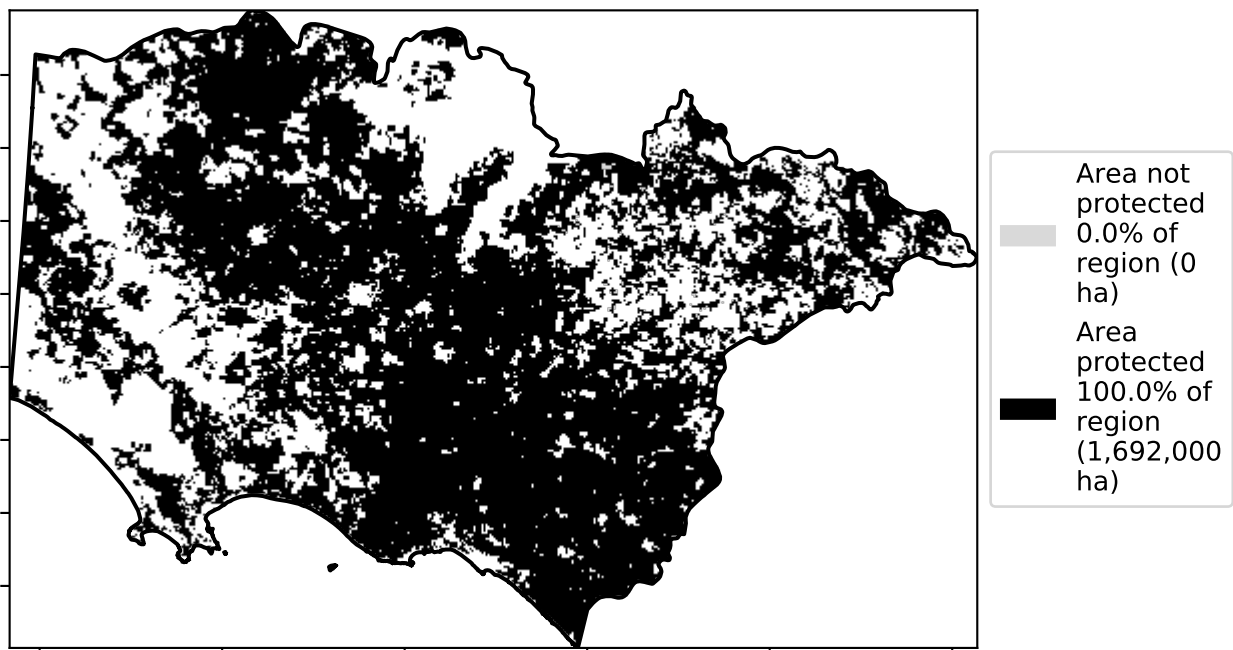 Area not
protected
0.0% of
region (0
ha)
Area
protected
100.0% of
region
(1,692,000
ha)